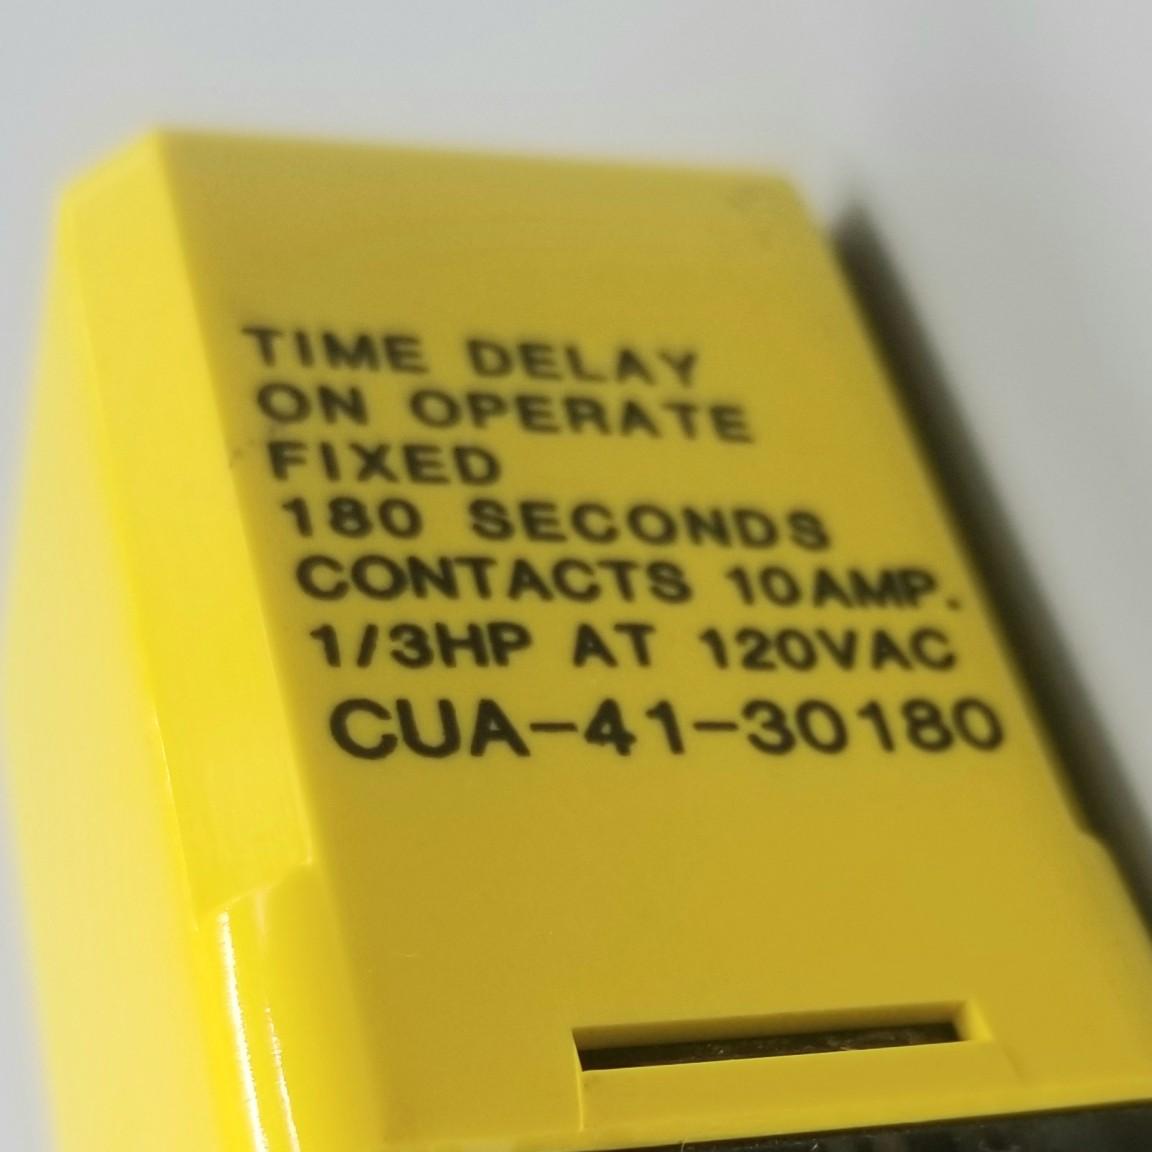 TIME DELAY
ON OPERATE
FIXED
180 SECONDS
CONTACTS 10AMP.
1/3HP AT 120VAC
CUA-41-30180